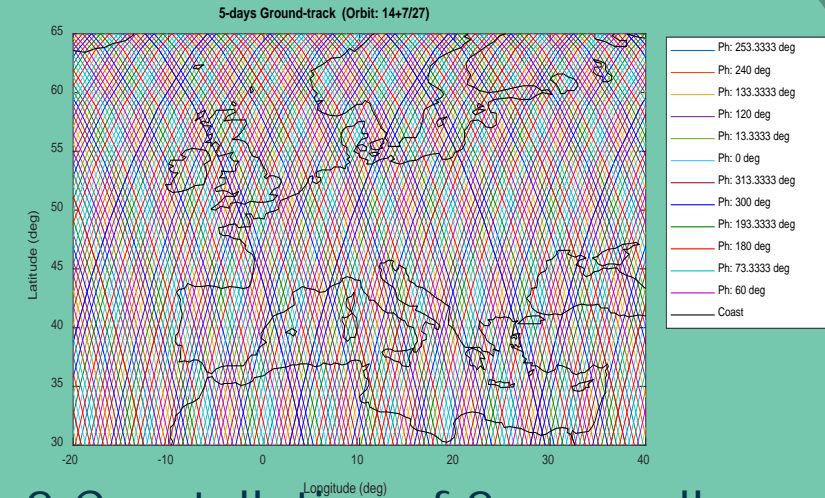 5-days Ground-track (Orbit: 14+7/27)
Latitude (deg)
65
60
55
50
45
40
35
30
-20
-10
0
10
20
30
40
Longitude (deg)
Ph: 253.3333 deg
Ph: 240 deg
Ph: 133.3333 deg
Ph: 120 deg
Ph: 13.3333 deg
Ph: 0 deg
Ph: 313.3333 deg
Ph: 300 deg
Ph: 193.3333 deg
Ph: 180 deg
Ph: 73.3333 deg
Ph: 60 deg
Coast